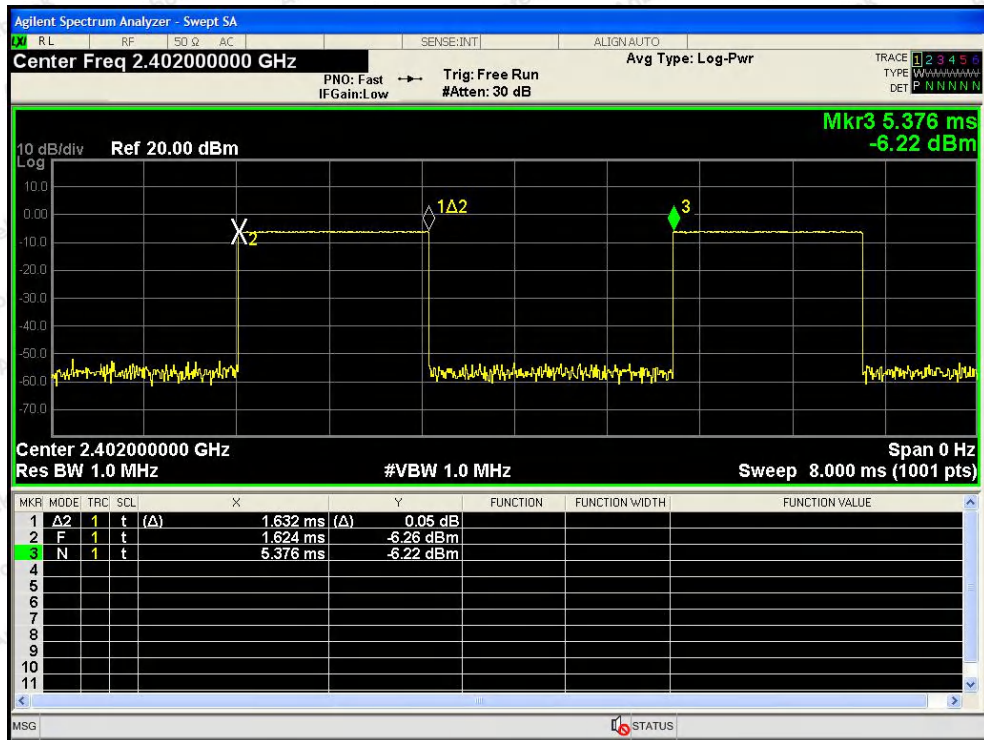 Agilent Spectrum Analyzer - Swept SA
LXI RL RF 50 Ω AC SENSE:INT ALIGNAUTO
Center Freq 2.402000000 GHz
PNO: Fast
IFGain:Low
Trig: Free Run
#Atten: 30 dB
Avg Type: Log-Pwr
TRACE 1 2 3 4 5 6
TYPE WWWWWW
DET P N N N N N
Mkr3 5.376 ms
-6.22 dBm
10 dB/div Ref 20.00 dBm
Log
10.0
0.00
-10.0
-20.0
-30.0
-40.0
-50.0
-60.0
-70.0
X2
1Δ2
3
Center 2.402000000 GHz Span 0 Hz
Res BW 1.0 MHz #VBW 1.0 MHz Sweep 8.000 ms (1001 pts)
MKR MODE TRC SCL X Y FUNCTION FUNCTION WIDTH FUNCTION VALUE
1 Δ2 1 t (Δ) 1.632 ms (Δ) 0.05 dB
2 F 1 t 1.624 ms -6.26 dBm
3 N 1 t 5.376 ms -6.22 dBm
4
5
6
7
8
9
10
11
MSG STATUS